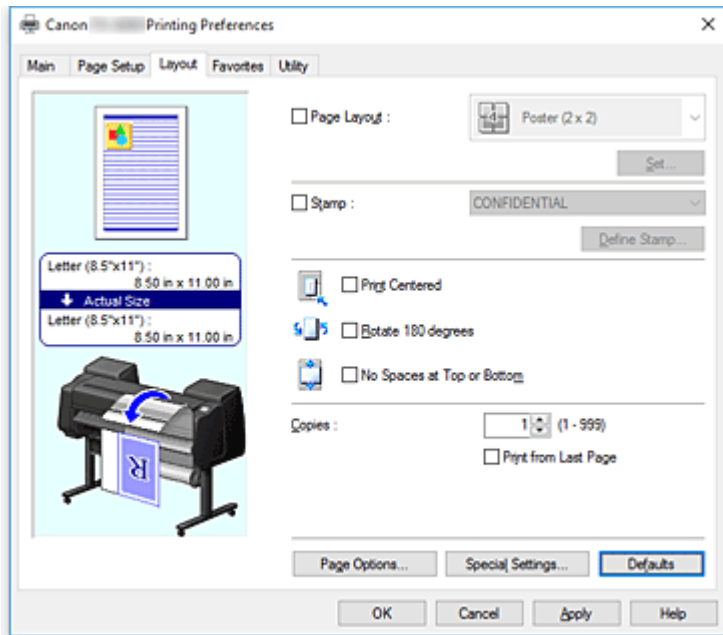 Canon Printing Preferences
Main Page Setup Layout Favorites Utility
Page Layout : Poster (2 x 2)
Set...
Stamp : CONFIDENTIAL
Define Stamp...
Letter (8.5"x11") :
8.50 in x 11.00 in
Actual Size
Letter (8.5"x11") :
8.50 in x 11.00 in
Print Centered
Rotate 180 degrees
No Spaces at Top or Bottom
Copies : 1 (1 - 999)
Print from Last Page
R
Page Options... Special Settings... Defaults
OK Cancel Apply Help